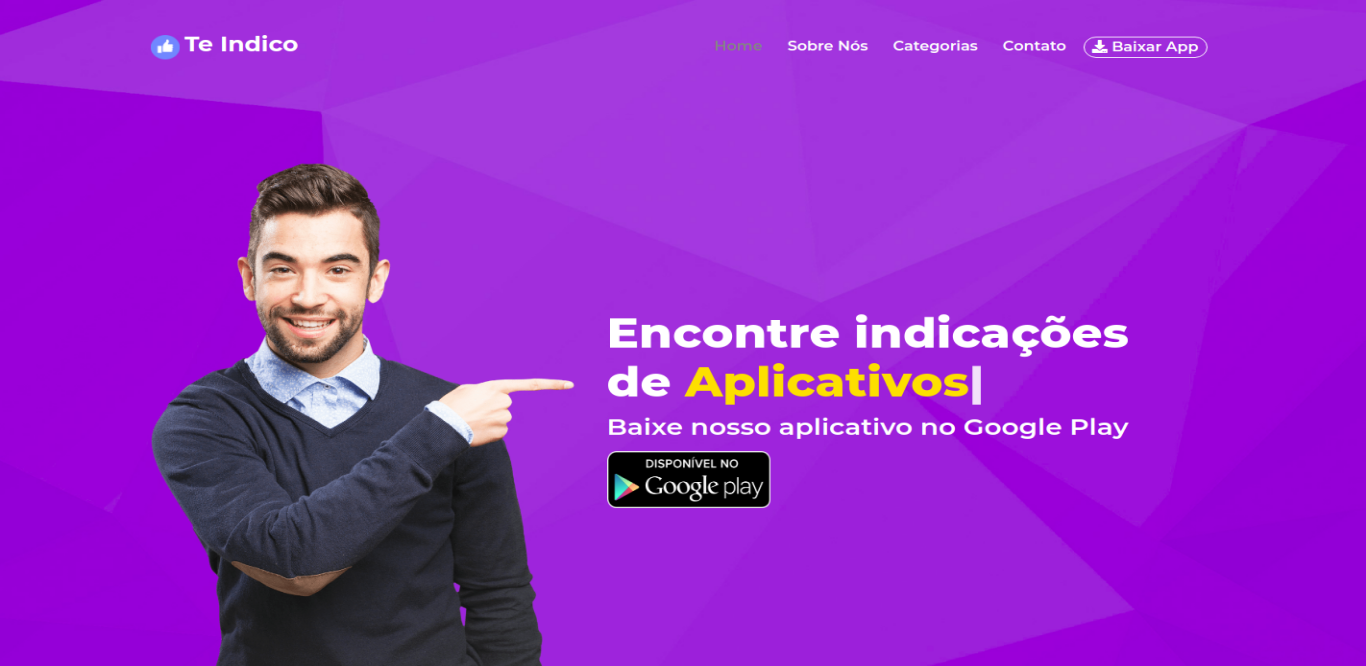 Te Indico
Home Sobre Nós Categorias Contato Baixar App
Encontre indicações
de Aplicativos|
Baixe nosso aplicativo no Google Play
DISPONÍVEL NO
Google play